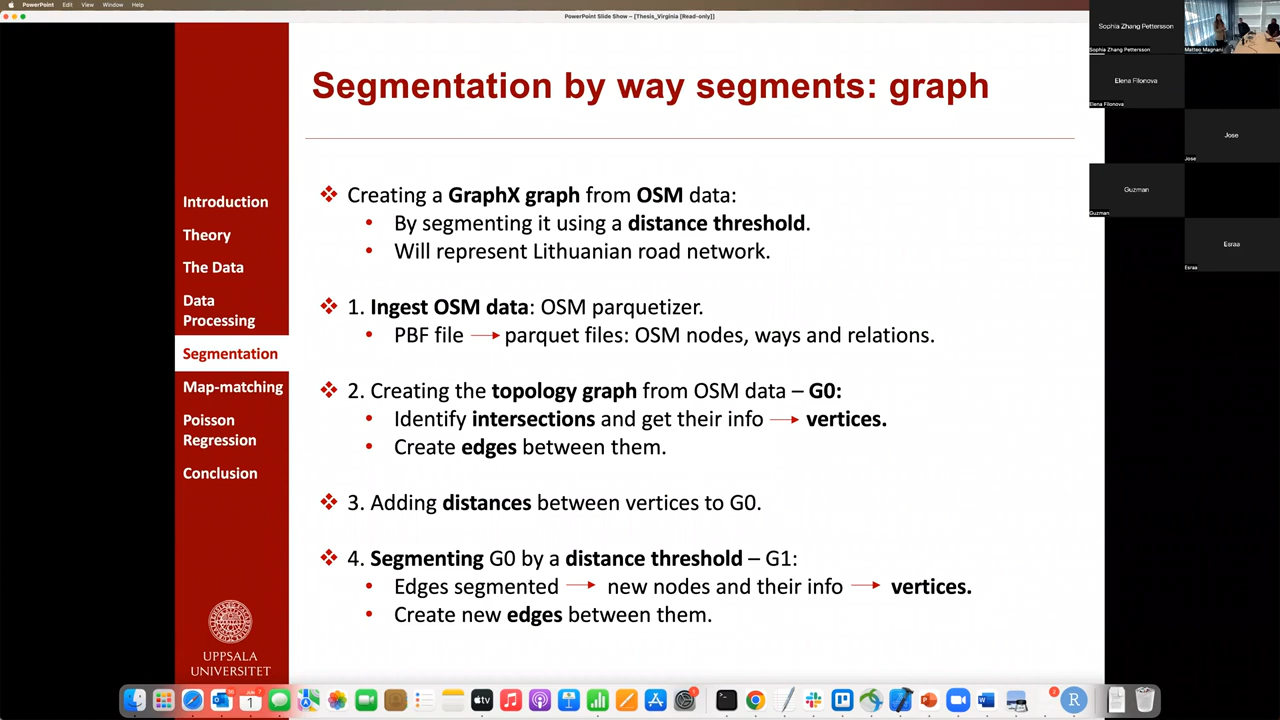 PowerPoint Edit View Window Help
PowerPoint Slide Show – [Thesis_Virginia [Read-only]]
Segmentation by way segments: graph
Introduction
Theory
The Data
Data
Processing
Segmentation
Map-matching
Poisson
Regression
Conclusion
UPPSALA
UNIVERSITET
❖ Creating a GraphX graph from OSM data:
• By segmenting it using a distance threshold.
• Will represent Lithuanian road network.
❖ 1. Ingest OSM data: OSM parquetizer.
• PBF file → parquet files: OSM nodes, ways and relations.
❖ 2. Creating the topology graph from OSM data – G0:
• Identify intersections and get their info → vertices.
• Create edges between them.
❖ 3. Adding distances between vertices to G0.
❖ 4. Segmenting G0 by a distance threshold – G1:
• Edges segmented → new nodes and their info → vertices.
• Create new edges between them.
Sophia Zhang Pettersson
Sophia Zhang Pettersson
Matteo Magnani
Elena Filonova
Elena Filonova
Jose
Jose
Guzman
Guzman
Esraa
Esraa